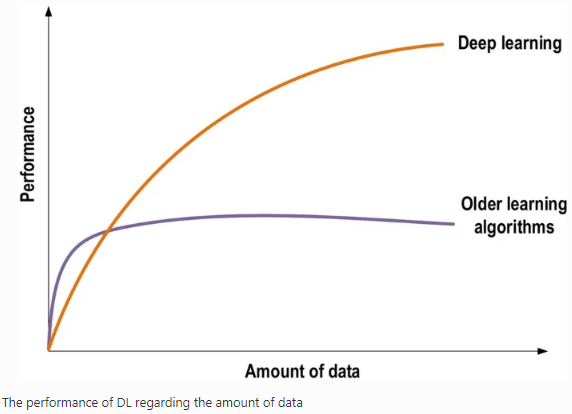 Deep learning
Performance
Older learning
algorithms
Amount of data
The performance of DL regarding the amount of data